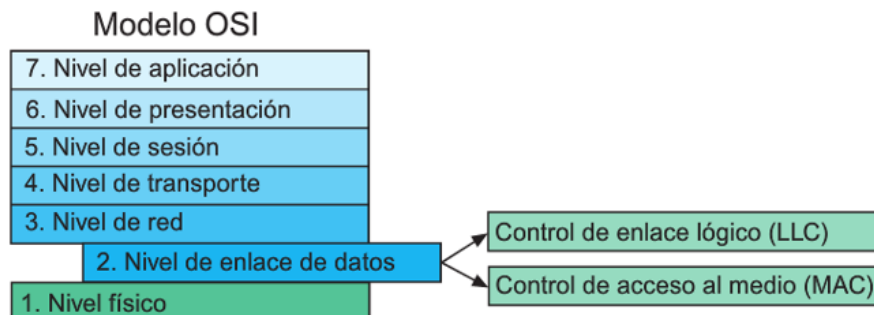 Modelo OSI
7. Nivel de aplicación
6. Nivel de presentación
5. Nivel de sesión
4. Nivel de transporte
3. Nivel de red
2. Nivel de enlace de datos
1. Nivel físico
Control de enlace lógico (LLC)
Control de acceso al medio (MAC)